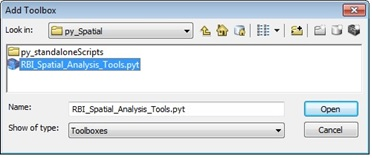 Add Toolbox
Look in: py_Spatial
py_standaloneScripts
RBI_Spatial_Analysis_Tools.pyt
Name: RBI_Spatial_Analysis_Tools.pyt Open
Show of type: Toolboxes Cancel